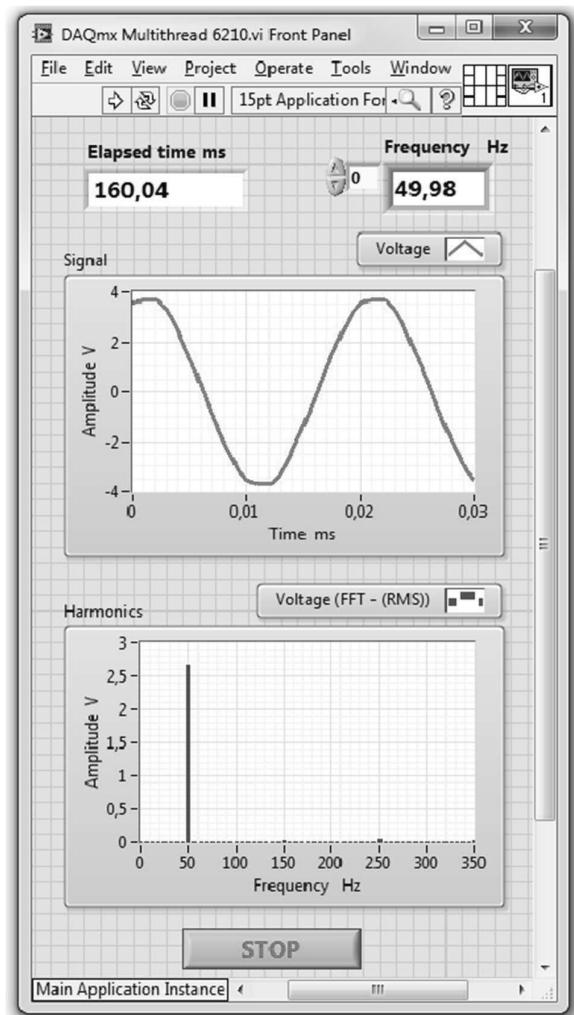 DAQmx Multithread 6210.vi Front Panel
File Edit View Project Operate Tools Window
15pt Application For
1
Elapsed time ms
160,04
Frequency Hz
0
49,98
Signal
Voltage
Amplitude V
4
2
0
-2
-4
0 0,01 0,02 0,03
Time ms
Harmonics
Voltage (FFT - (RMS))
Amplitude V
3
2,5
2
1,5
1
0,5
0
0 50 100 150 200 250 300 350
Frequency Hz
STOP
Main Application Instance